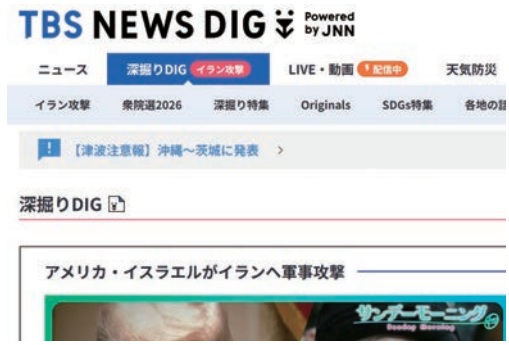 TBS NEWS DIG Powered by JNN
ニュース 深掘りDIG イラン攻撃 LIVE・動画 配信中 天気防災
イラン攻撃 衆院選2026 深掘り特集 Originals SDGs特集 各地の
【津波注意報】沖縄~茨城に発表 >
深掘りDIG
アメリカ・イスラエルがイランへ軍事攻撃
サンデーモーニング
Sunday Morning